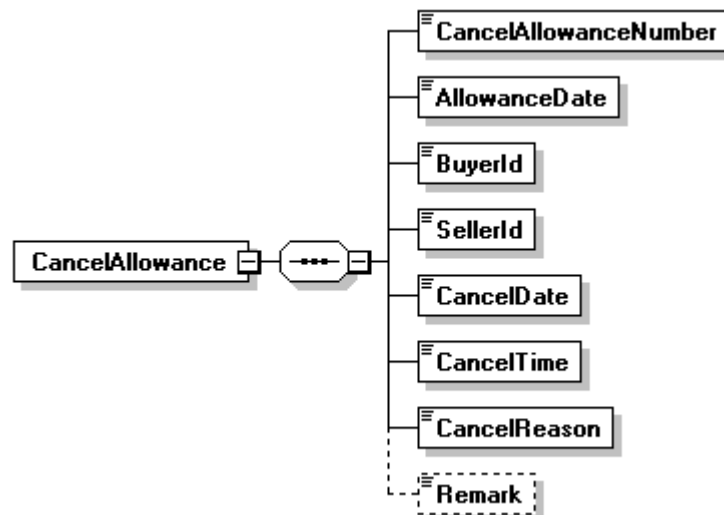 CancelAllowanceNumber
AllowanceDate
BuyerId
SellerId
CancelAllowance
CancelDate
CancelTime
CancelReason
Remark